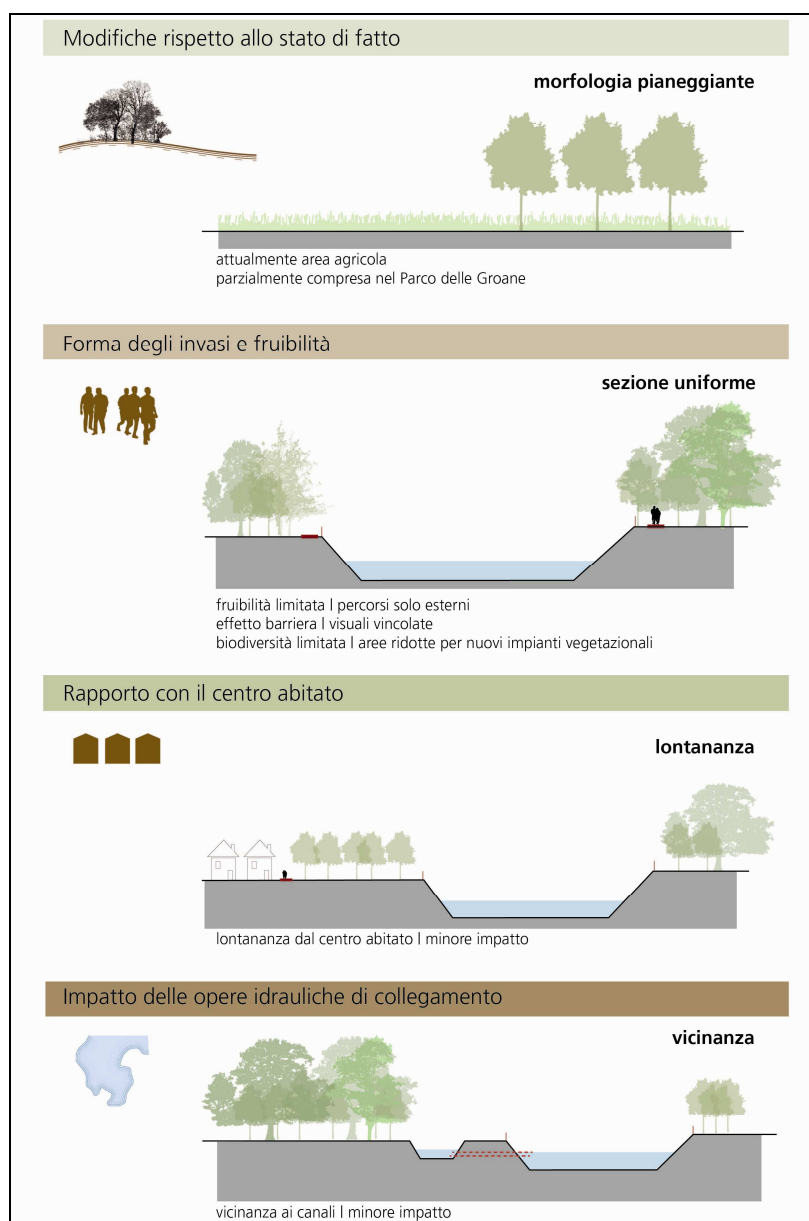 Modifiche rispetto allo stato di fatto
morfologia pianeggiante
attualmente area agricola
parzialmente compresa nel Parco delle Groane
Forma degli invasi e fruibilità
sezione uniforme
fruibilità limitata I percorsi solo esterni
effetto barriera I visuali vincolate
biodiversità limitata I aree ridotte per nuovi impianti vegetazionali
Rapporto con il centro abitato
lontananza
lontananza dal centro abitato I minore impatto
Impatto delle opere idrauliche di collegamento
vicinanza
vicinanza ai canali I minore impatto